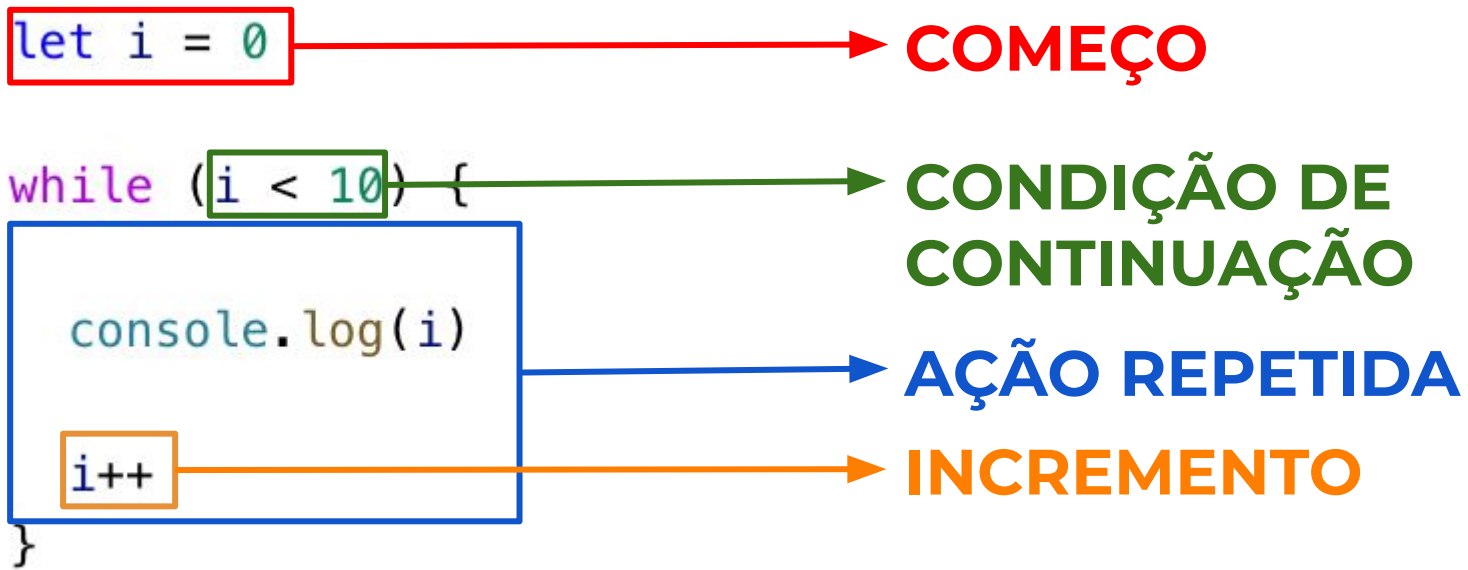 let i = 0
COMEÇO
while (i < 10) {
CONDIÇÃO DE
CONTINUAÇÃO
console.log(i)
AÇÃO REPETIDA
i++
INCREMENTO
}